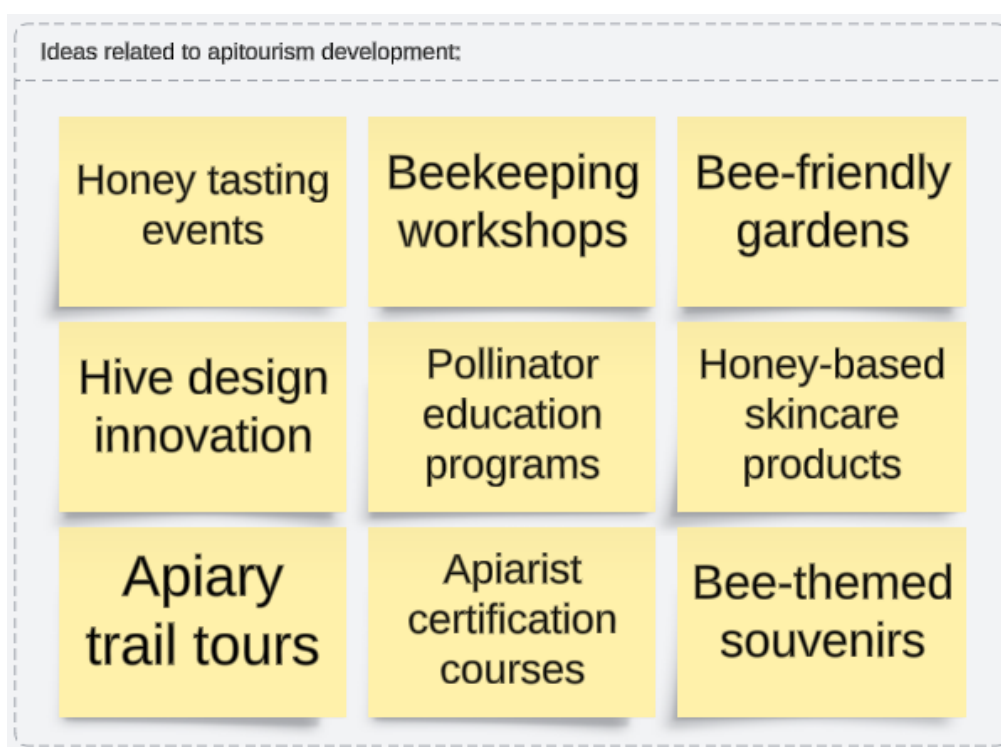 Ideas related to apitourism development:
Honey tasting
events
Beekeeping
workshops
Bee-friendly
gardens
Hive design
innovation
Pollinator
education
programs
Honey-based
skincare
products
Apiary
trail tours
Apiarist
certification
courses
Bee-themed
souvenirs